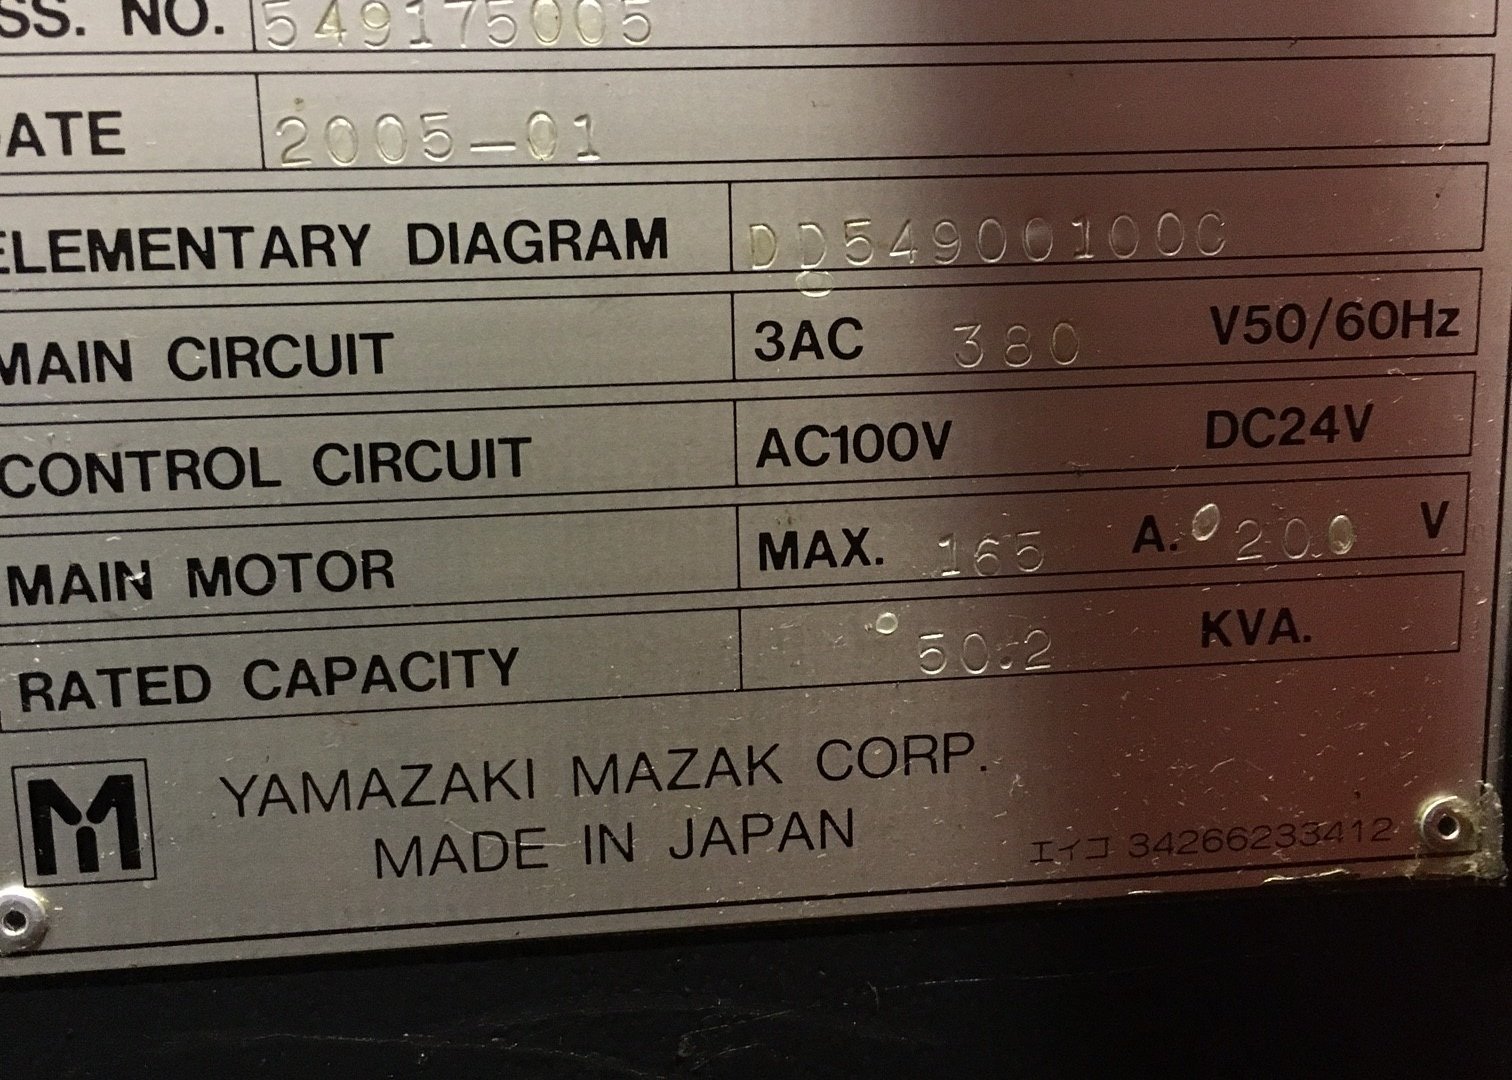 SS. NO. 549175005
ATE 2005-01
ELEMENTARY DIAGRAM DD54900100C
MAIN CIRCUIT 3AC 380 V50/60Hz
CONTROL CIRCUIT AC100V DC24V
MAIN MOTOR MAX. 165 A. 200 V
RATED CAPACITY 50.2 KVA.
M YAMAZAKI MAZAK CORP.
MADE IN JAPAN
エイコ 34266233412